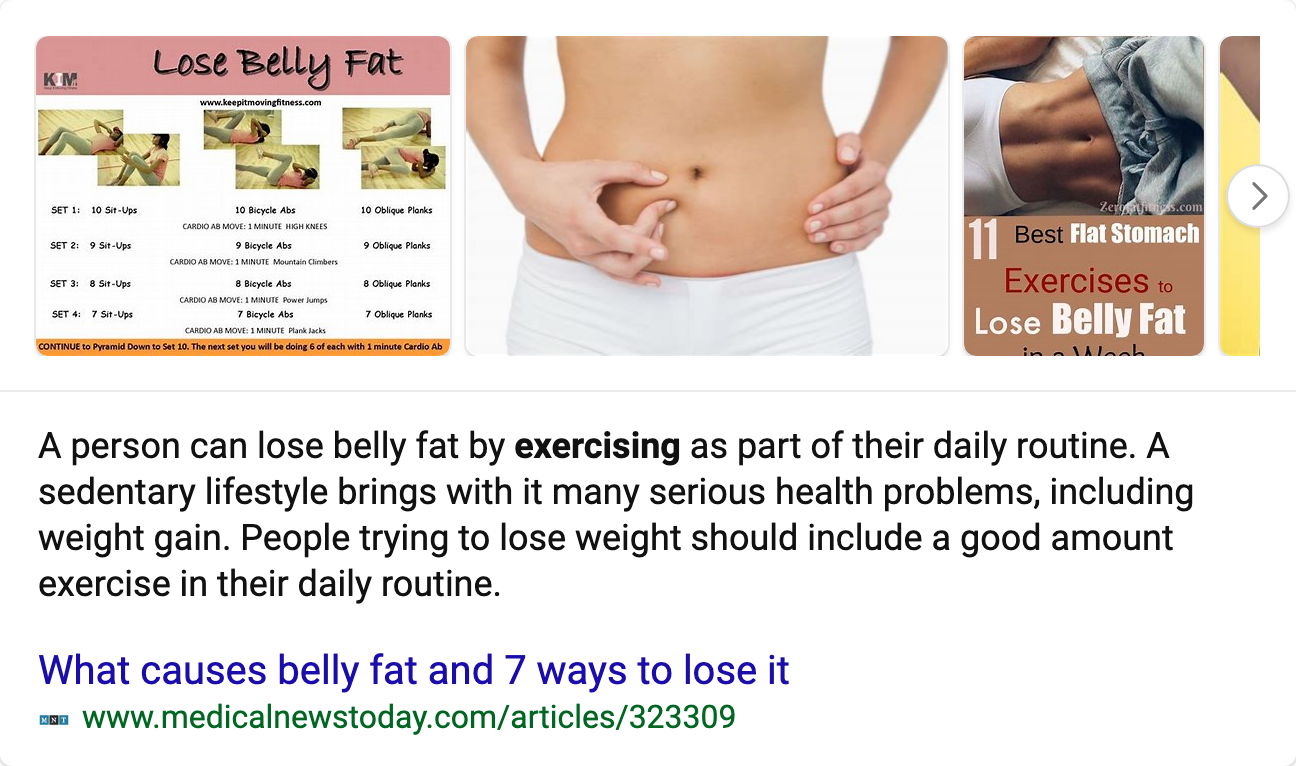 Lose Belly Fat
KIM
www.keepitmovingfitness.com
SET 1: 10 Sit-Ups 10 Bicycle Abs 10 Oblique Planks
CARDIO AB MOVE: 1 MINUTE HIGH KNEES
SET 2: 9 Sit-Ups 9 Bicycle Abs 9 Oblique Planks
CARDIO AB MOVE: 1 MINUTE Mountain Climbers
SET 3: 8 Sit-Ups 8 Bicycle Abs 8 Oblique Planks
CARDIO AB MOVE: 1 MINUTE Power Jumps
SET 4: 7 Sit-Ups 7 Bicycle Abs 7 Oblique Planks
CARDIO AB MOVE: 1 MINUTE Plank Jacks
CONTINUE to Pyramid Down to Set 10. The next set you will be doing 6 of each with 1 minute Cardio Ab
11 Best Flat Stomach
Exercises to
Lose Belly Fat
in a Week
A person can lose belly fat by exercising as part of their daily routine. A
sedentary lifestyle brings with it many serious health problems, including
weight gain. People trying to lose weight should include a good amount
exercise in their daily routine.
What causes belly fat and 7 ways to lose it
MNT www.medicalnewstoday.com/articles/323309